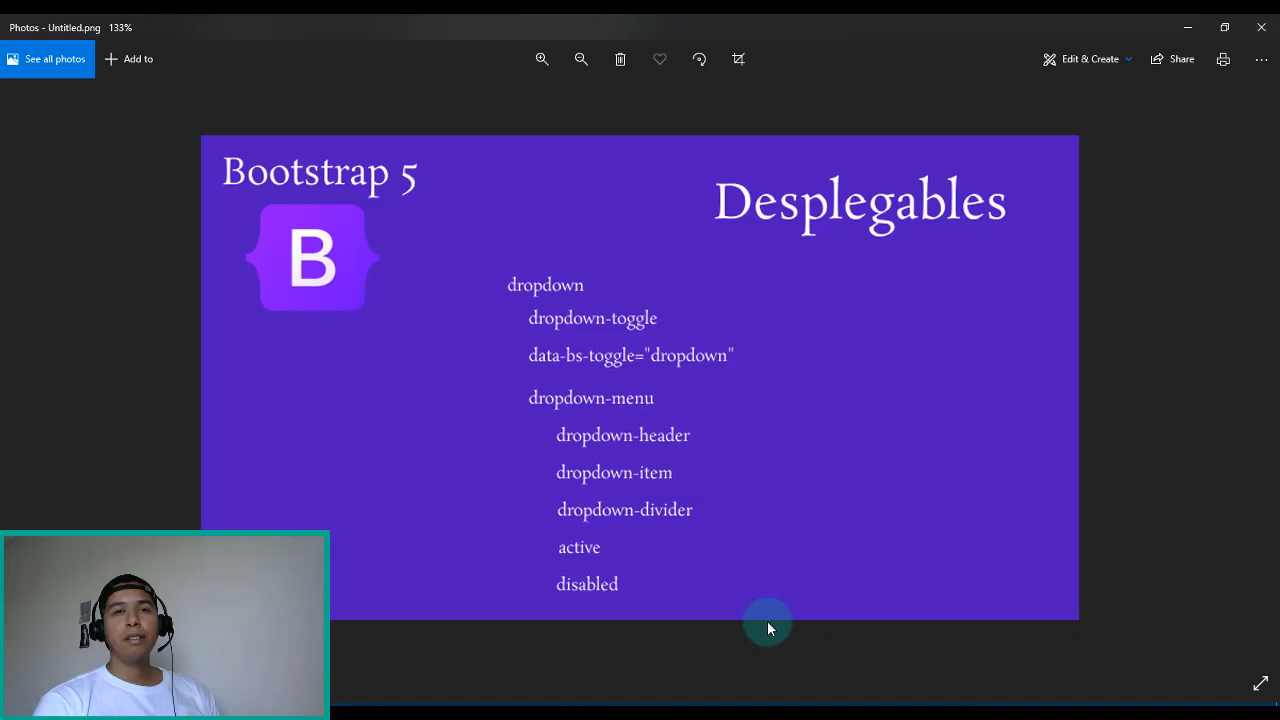 Photos - Untitled.png 133%
See all photos
Add to
Edit & Create
Share
Bootstrap 5
B
Desplegables
dropdown
dropdown-toggle
data-bs-toggle="dropdown"
dropdown-menu
dropdown-header
dropdown-item
dropdown-divider
active
disabled